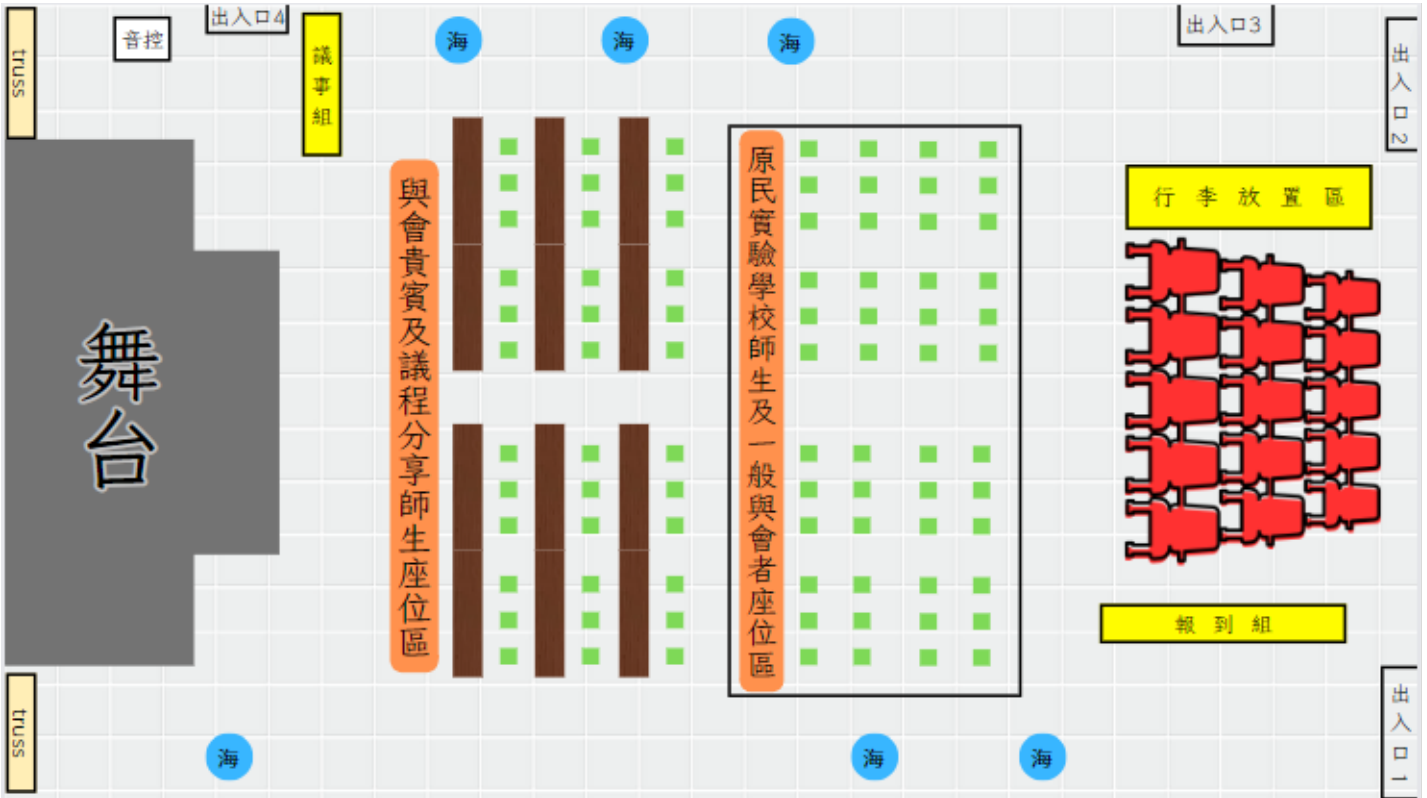 truss
音控
出入口4
議事組
海
海
海
出入口3
出入口2
舞台
與會貴賓及議程分享師生座位區
原民實驗學校師生及一般與會者座位區
行李放置區
報到組
truss
海
海
海
出入口1